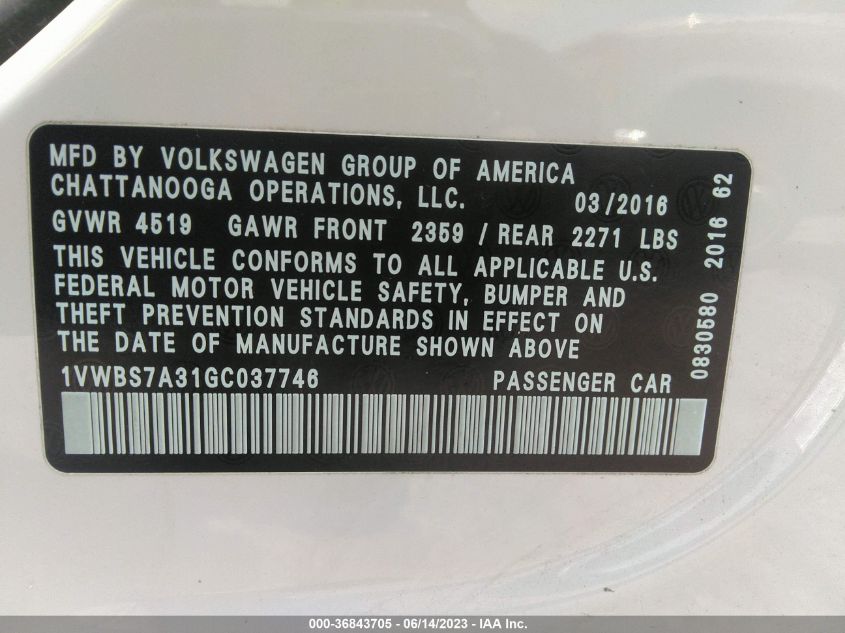 MFD BY VOLKSWAGEN GROUP OF AMERICA
CHATTANOOGA OPERATIONS, LLC. 03/2016
GVWR 4519 GAWR FRONT 2359 / REAR 2271 LBS
THIS VEHICLE CONFORMS TO ALL APPLICABLE U.S.
FEDERAL MOTOR VEHICLE SAFETY, BUMPER AND
THEFT PREVENTION STANDARDS IN EFFECT ON
THE DATE OF MANUFACTURE SHOWN ABOVE
1VWBS7A31GC037746 PASSENGER CAR
0830580 2016 62
000-36843705 - 06/14/2023 - IAA Inc.